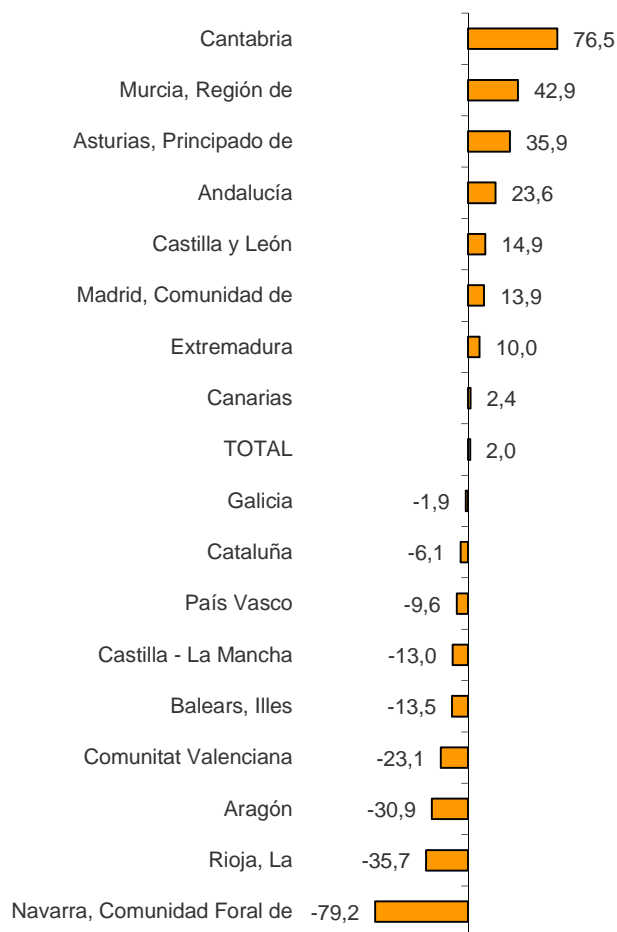 Cantabria 76,5
Murcia, Región de 42,9
Asturias, Principado de 35,9
Andalucía 23,6
Castilla y León 14,9
Madrid, Comunidad de 13,9
Extremadura 10,0
Canarias 2,4
TOTAL 2,0
Galicia -1,9
Cataluña -6,1
País Vasco -9,6
Castilla - La Mancha -13,0
Balears, Illes -13,5
Comunitat Valenciana -23,1
Aragón -30,9
Rioja, La -35,7
Navarra, Comunidad Foral de -79,2